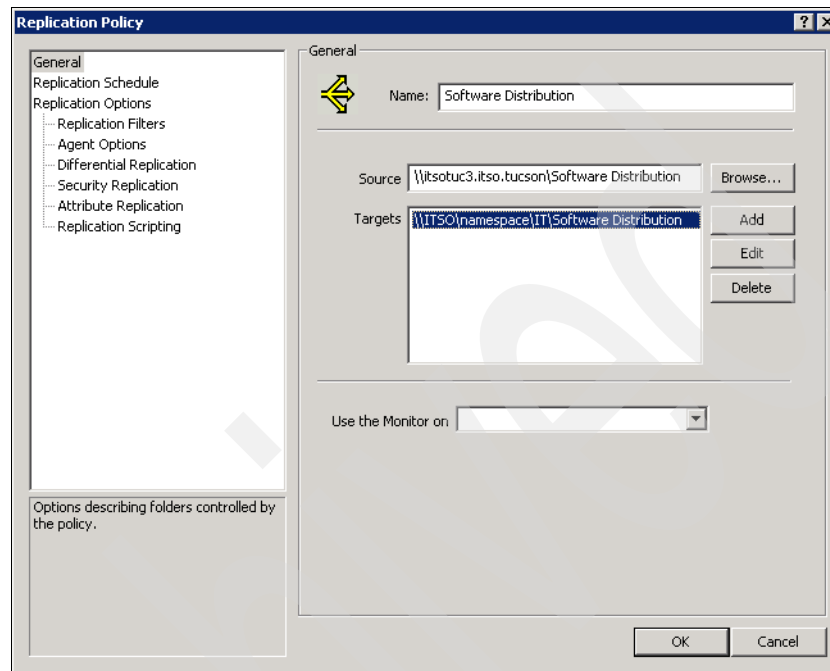 Replication Policy
General
Replication Schedule
Replication Options
Replication Filters
Agent Options
Differential Replication
Security Replication
Attribute Replication
Replication Scripting
Options describing folders controlled by
the policy.
General
Name: Software Distribution
Source \\itsotuc3.itso.tucson\Software Distribution Browse...
Targets \\ITSO\namespace\IT\Software Distribution Add
Edit
Delete
Use the Monitor on
OK Cancel